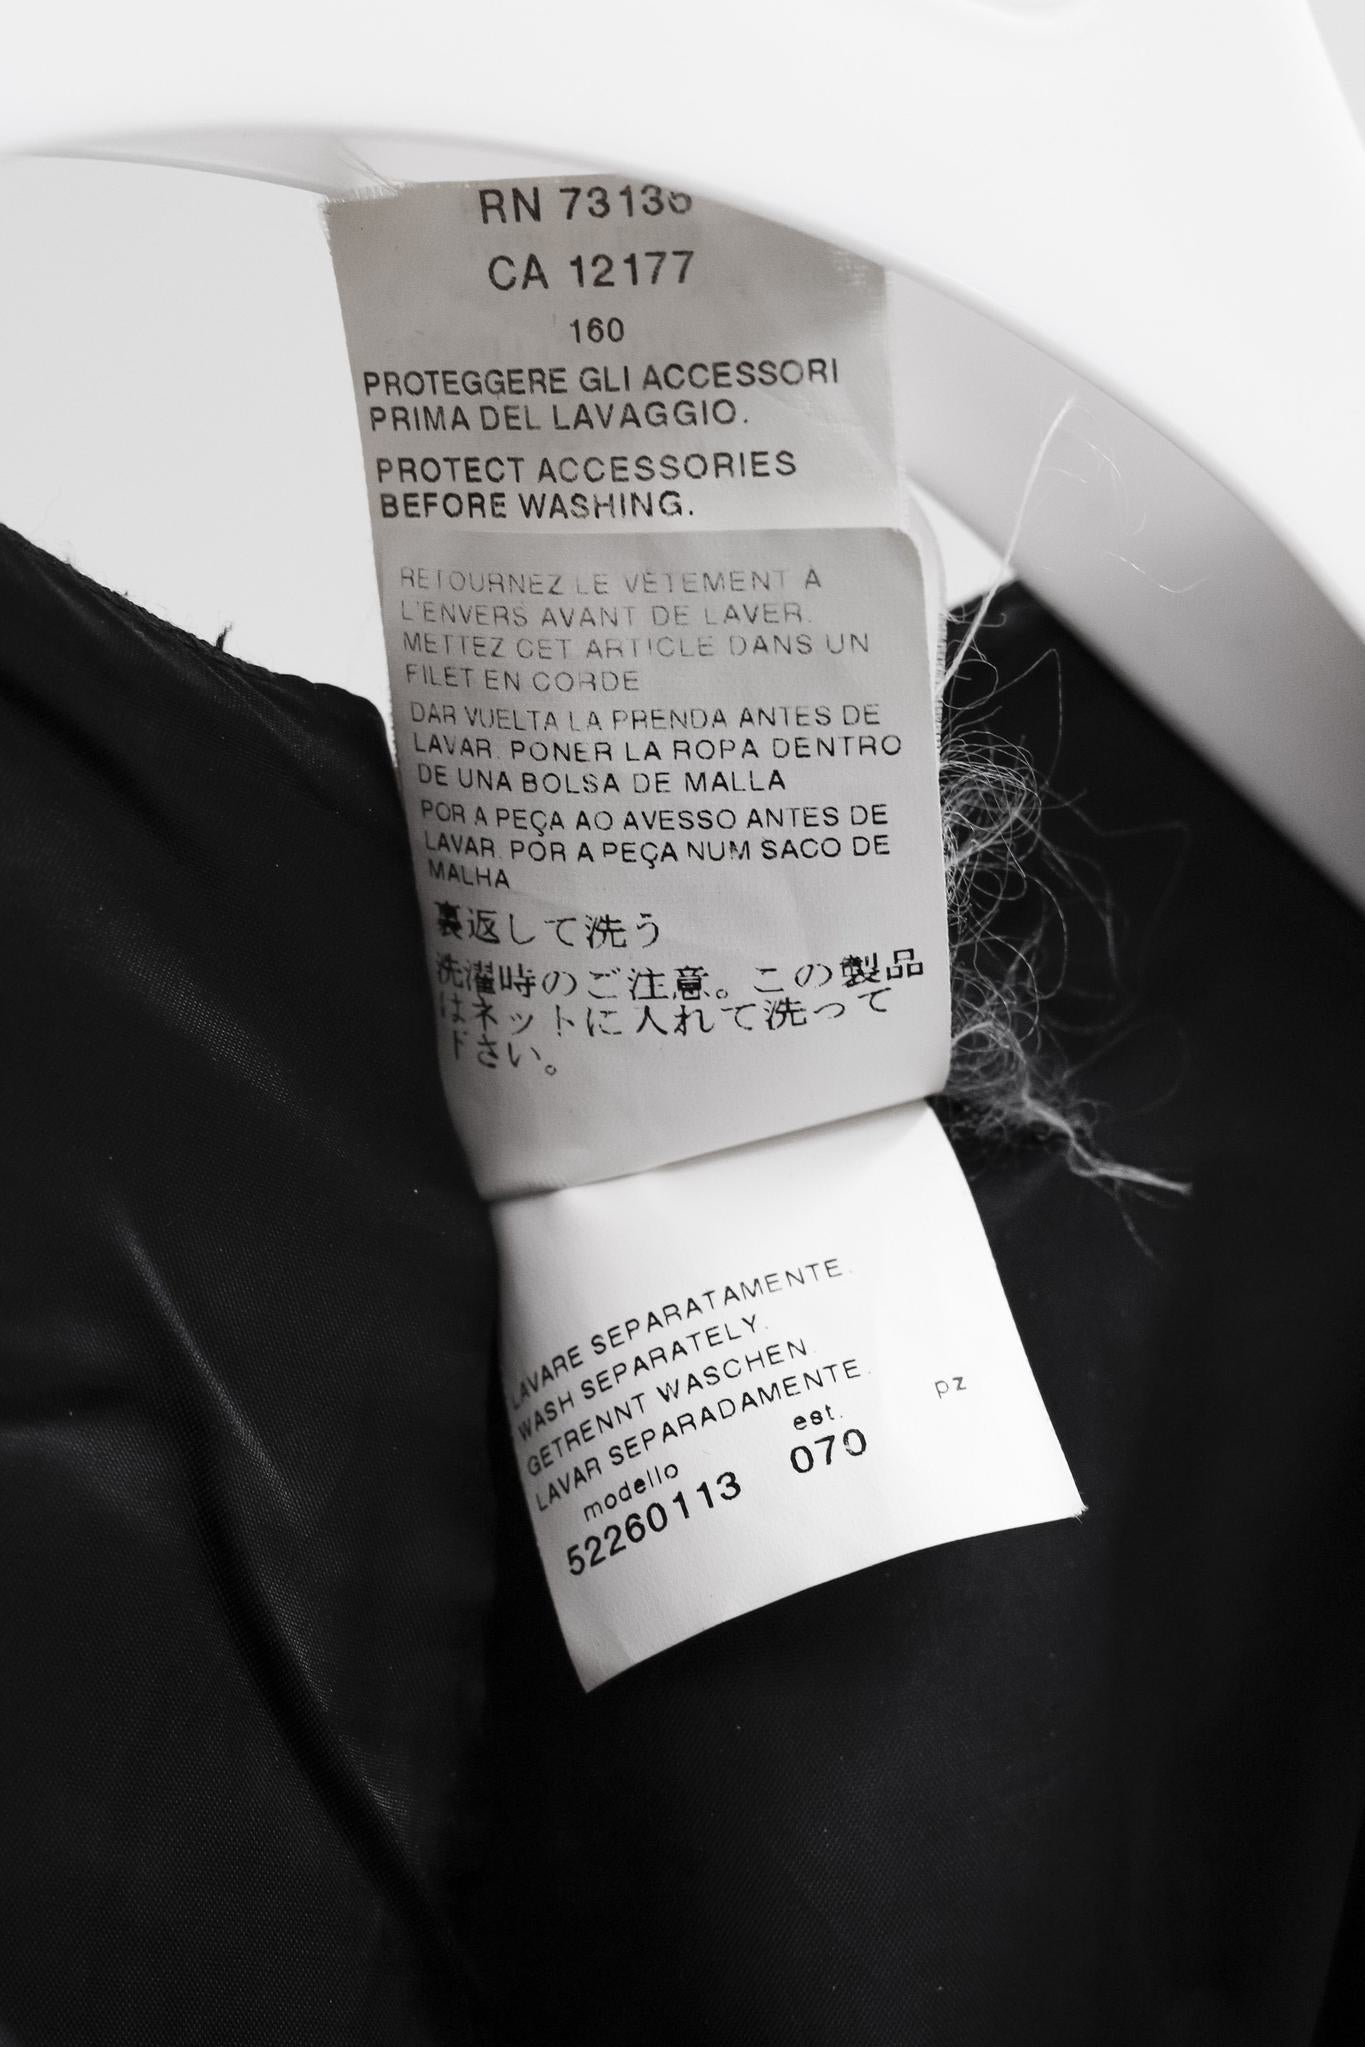 RN 73136
CA 12177
160
PROTEGGERE GLI ACCESSORI
PRIMA DEL LAVAGGIO.
PROTECT ACCESSORIES
BEFORE WASHING.
RETOURNEZ LE VÊTEMENT À
L'ENVERS AVANT DE LAVER.
METTEZ CET ARTICLE DANS UN
FILET EN CORDE
DAR VUELTA LA PRENDA ANTES DE
LAVAR. PONER LA ROPA DENTRO
DE UNA BOLSA DE MALLA
POR A PEÇA AO AVESSO ANTES DE
LAVAR. POR A PEÇA NUM SACO DE
MALHA
裏返して洗う
洗濯時のご注意。この製品
はネットに入れて洗って
下さい。
LAVARE SEPARATAMENTE.
WASH SEPARATELY.
GETRENNT WASCHEN.
LAVAR SEPARADAMENTE.
modello est. pz
52260113 070